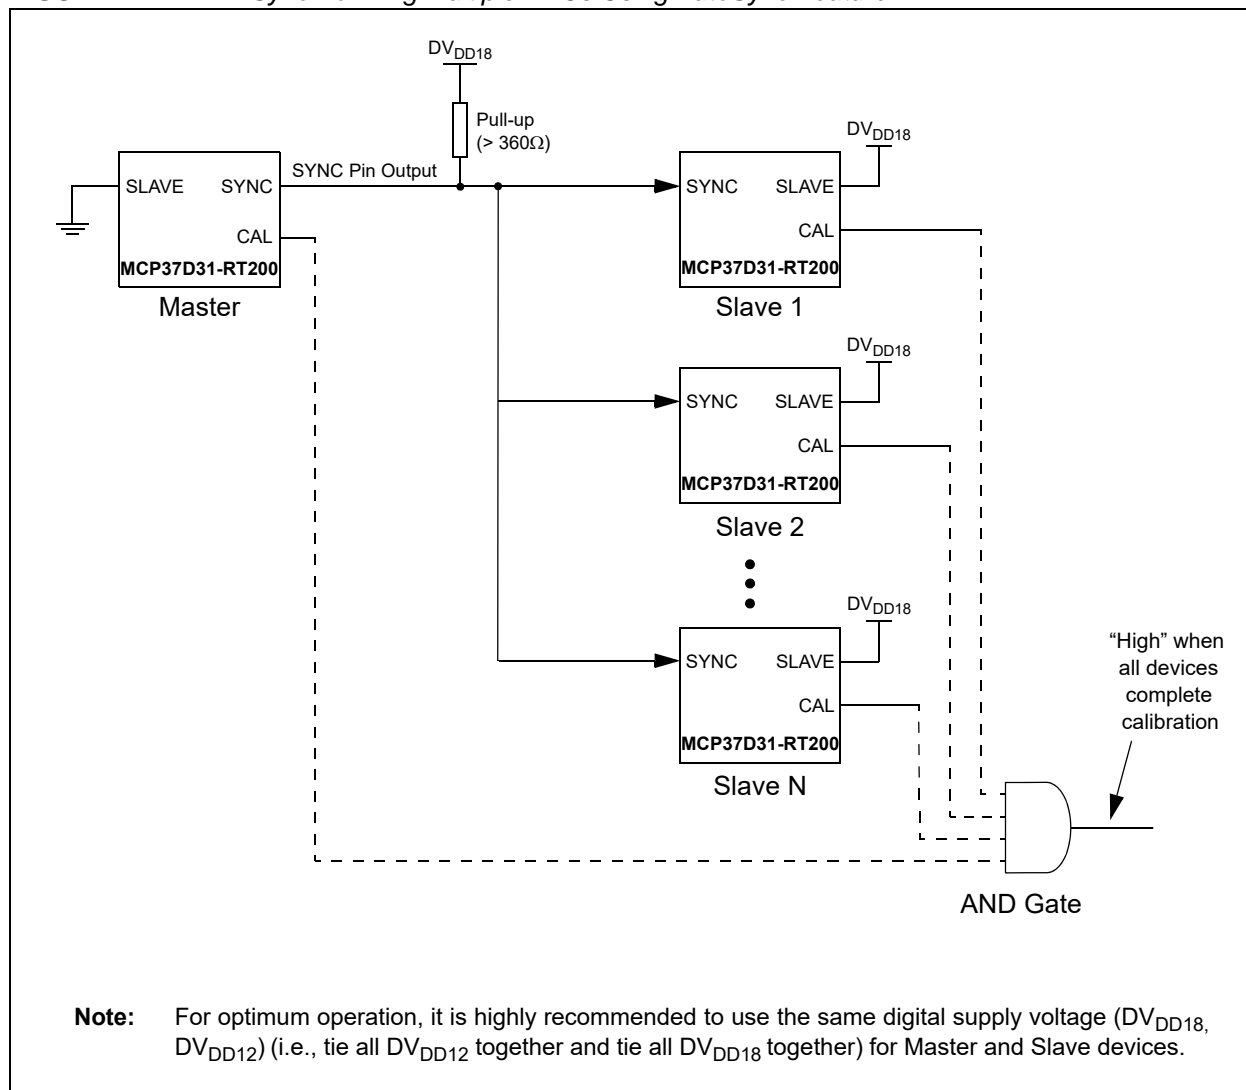 DVDD18
Pull-up
(> 360Ω)
SYNC Pin Output
SLAVE SYNC
CAL
MCP37D31-RT200
Master
DVDD18
SYNC SLAVE
CAL
MCP37D31-RT200
Slave 1
DVDD18
SYNC SLAVE
CAL
MCP37D31-RT200
Slave 2
DVDD18
SYNC SLAVE
CAL
MCP37D31-RT200
Slave N
“High” when
all devices
complete
calibration
AND Gate
Note: For optimum operation, it is highly recommended to use the same digital supply voltage (DVDD18,
DVDD12) (i.e., tie all DVDD12 together and tie all DVDD18 together) for Master and Slave devices.